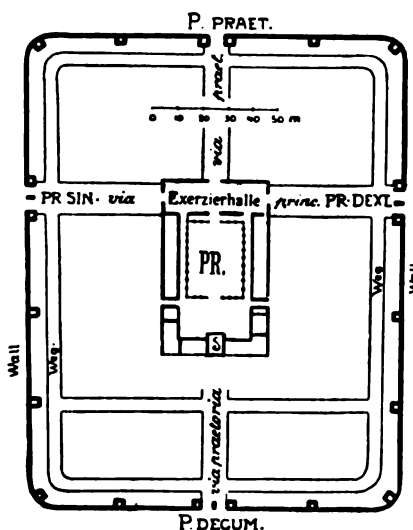 P. PRAET.
via praet.
0 10 20 30 40 50 m
PR SIN. via Exerzierhalle princ. PR. DEXT.
PR.
Wall Weg. Weg Wall
S
via praetoria
P. DECUM.